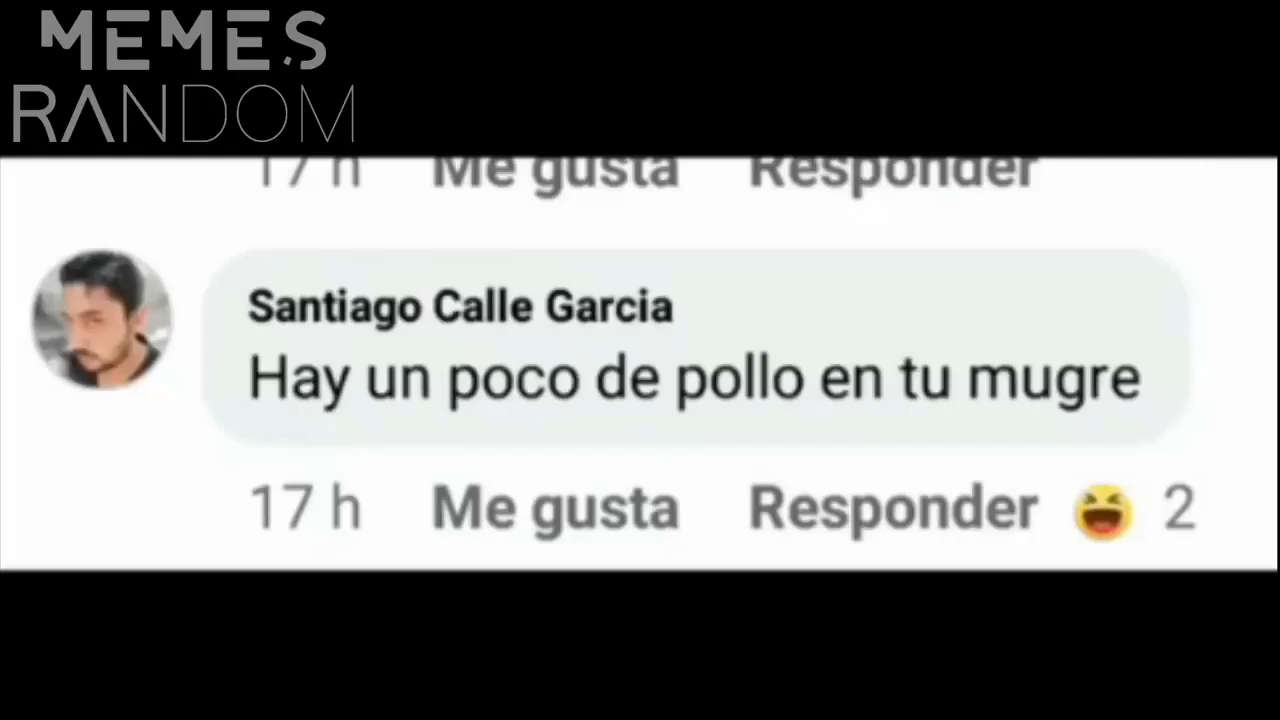 MEMES
RANDOM
17 h Me gusta Responder
Santiago Calle Garcia
Hay un poco de pollo en tu mugre
17 h Me gusta Responder 2